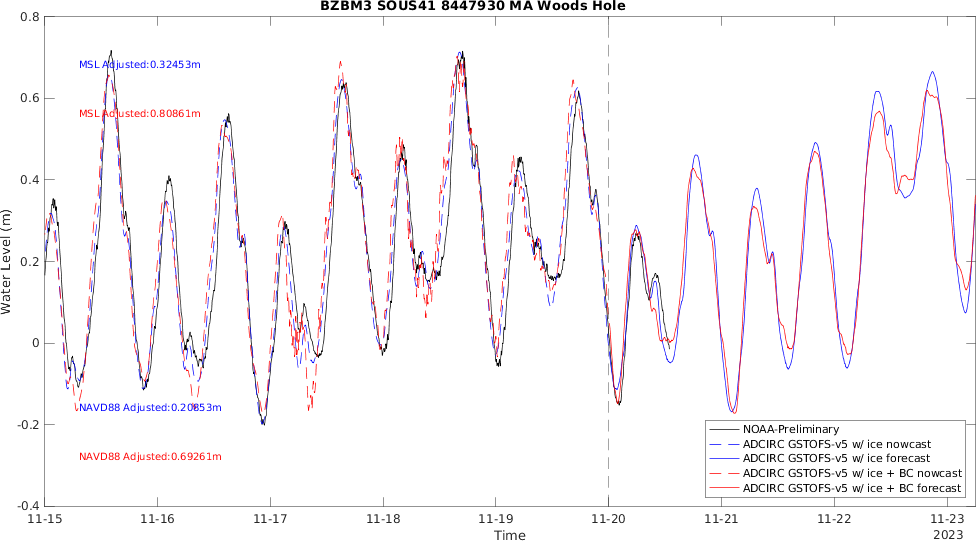 BZBM3 SOUS41 8447930 MA Woods Hole
0.8
0.6
0.4
0.2
0
-0.2
-0.4
Water Level (m)
MSL Adjusted:0.32453m
MSL Adjusted:0.80861m
NAVD88 Adjusted:0.20853m
NAVD88 Adjusted:0.69261m
NOAA-Preliminary
ADCIRC GSTOFS-v5 w/ ice nowcast
ADCIRC GSTOFS-v5 w/ ice forecast
ADCIRC GSTOFS-v5 w/ ice + BC nowcast
ADCIRC GSTOFS-v5 w/ ice + BC forecast
11-15 11-16 11-17 11-18 11-19 11-20 11-21 11-22 11-23
2023
Time